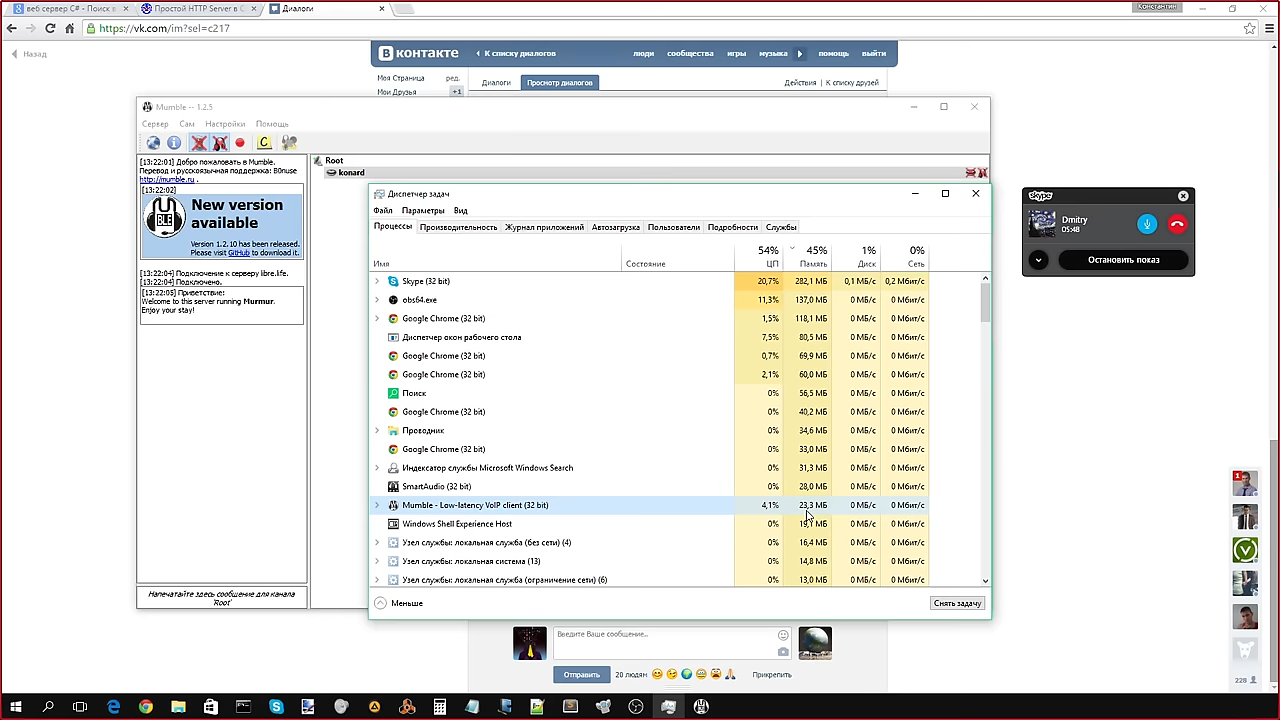 веб сервер C# - Поиск в
Простой HTTP Server в C
Диалоги
Константин
https://vk.com/im?sel=c217
Назад
В контакте
К списку диалогов
люди
сообщества
игры
музыка
помощь
выйти
Моя Страница
ред.
Мои Друзья
+1
Диалоги
Просмотр диалогов
Действия | К списку друзей
Mumble -- 1.2.5
Сервер Сам Настройки Помощь
[13:22:01] Добро пожаловать в Mumble.
Перевод и русскоязычная поддержка: B0nuse
http://mumble.ru .
[13:22:02]
BLE
New version
available
Version 1.2.10 has been released.
Please visit GitHub to download it.
[13:22:04] Подключение к серверу libre.life.
[13:22:04] Подключено.
[13:22:05] Приветствие:
Welcome to this server running Murmur.
Enjoy your stay!
Напечатайте здесь сообщение для канала
'Root'
Root
konard
Диспетчер задач
Файл Параметры Вид
Процессы Производительность Журнал приложений Автозагрузка Пользователи Подробности Службы
54% 45% 1% 0%
Имя Состояние ЦП Память Диск Сеть
Skype (32 bit) 20,7% 282,1 МБ 0,1 МБ/с 0,2 Мбит/с
obs64.exe 11,3% 137,0 МБ 0 МБ/с 0 Мбит/с
Google Chrome (32 bit) 1,5% 118,1 МБ 0 МБ/с 0 Мбит/с
Диспетчер окон рабочего стола 7,5% 80,5 МБ 0 МБ/с 0 Мбит/с
Google Chrome (32 bit) 0,7% 69,9 МБ 0 МБ/с 0 Мбит/с
Google Chrome (32 bit) 2,1% 60,0 МБ 0 МБ/с 0 Мбит/с
Поиск 0% 56,5 МБ 0 МБ/с 0 Мбит/с
Google Chrome (32 bit) 0% 40,2 МБ 0 МБ/с 0 Мбит/с
Проводник 0% 34,6 МБ 0 МБ/с 0 Мбит/с
Google Chrome (32 bit) 0% 33,0 МБ 0 МБ/с 0 Мбит/с
Индексатор службы Microsoft Windows Search 0% 31,3 МБ 0 МБ/с 0 Мбит/с
SmartAudio (32 bit) 0% 28,0 МБ 0 МБ/с 0 Мбит/с
Mumble - Low-latency VoIP client (32 bit) 4,1% 23,3 МБ 0 МБ/с 0 Мбит/с
Windows Shell Experience Host 0% МБ 0 МБ/с 0 Мбит/с
Узел службы: локальная служба (без сети) (4) 0% 16,4 МБ 0 МБ/с 0 Мбит/с
Узел службы: локальная система (13) 0% 14,8 МБ 0 МБ/с 0 Мбит/с
Узел службы: локальная служба (ограничение сети) (6) 0% 13,0 МБ 0 МБ/с 0 Мбит/с
Меньше
Снять задачу
skype
Dmitry
05:48
Остановить показ
Введите Ваше сообщение...
Отправить
20 людям
Прикрепить
1
228